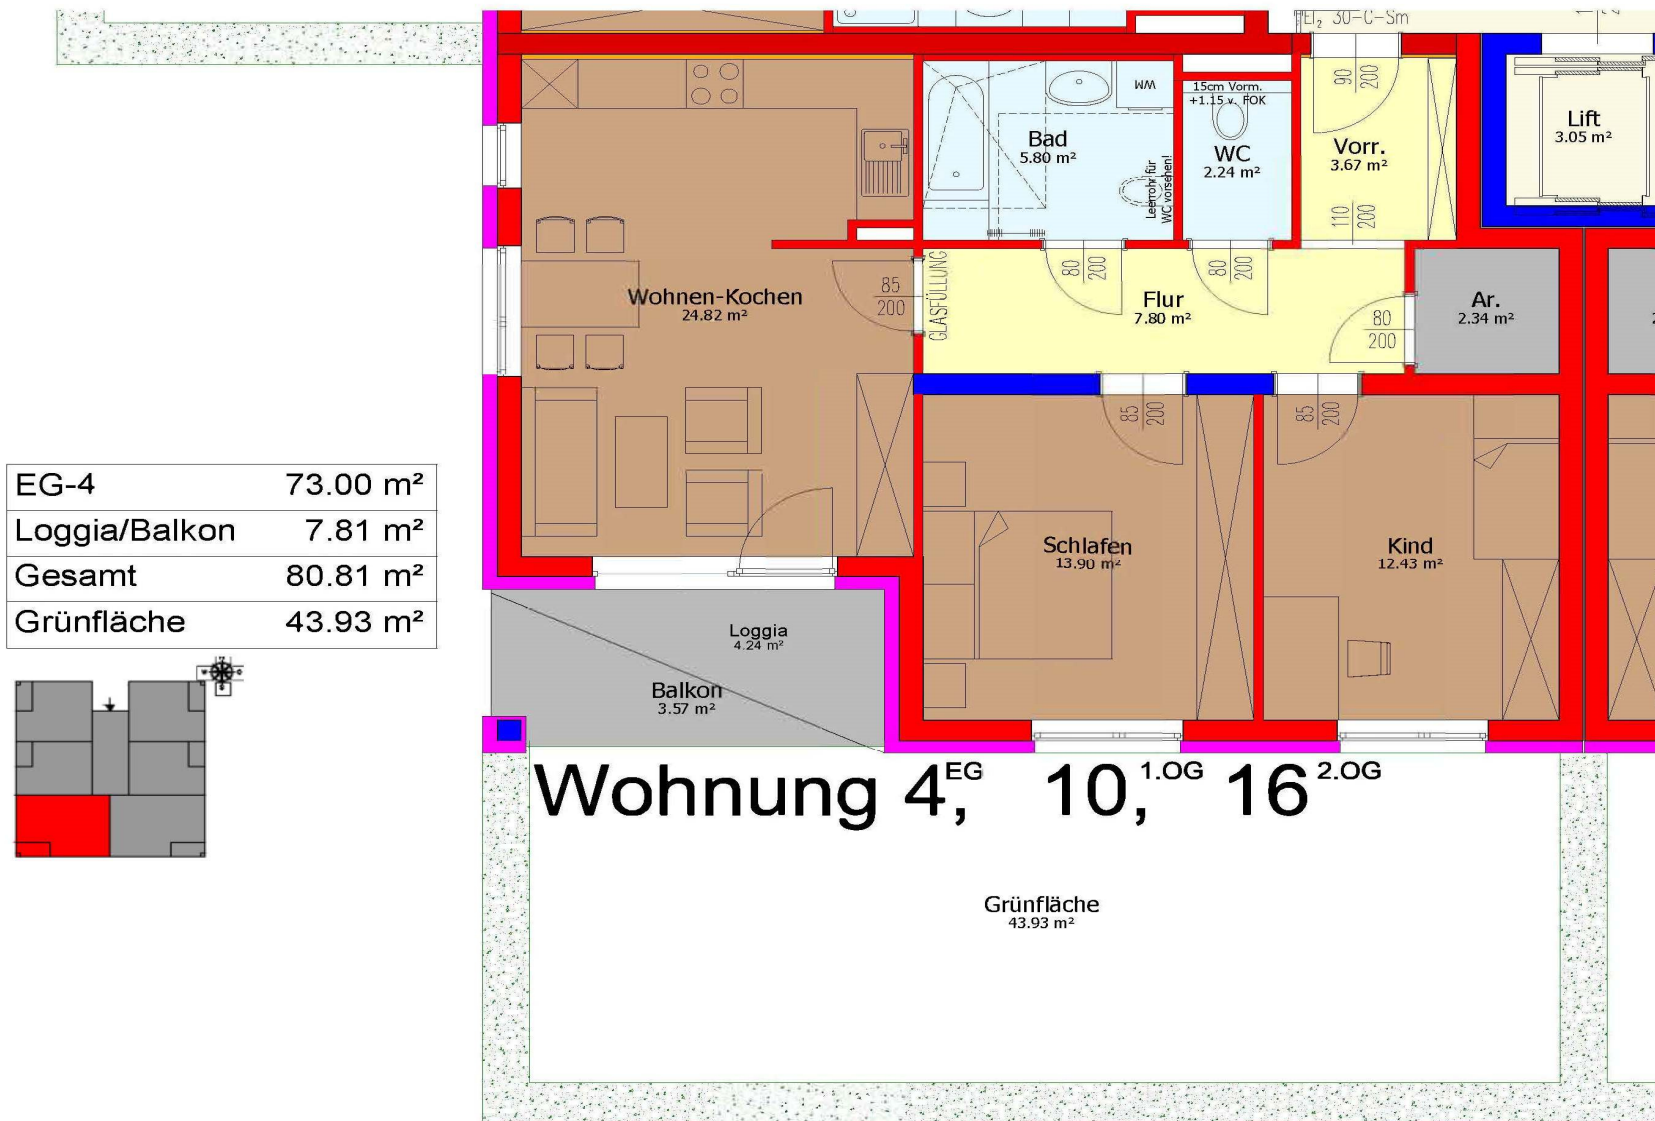 EI₂ 30-C-Sm
90
200
WM
15cm Vorm.
+1.15 v. FOK
Lift
3.05 m²
Bad
5.80 m²
WC
2.24 m²
Vorr.
3.67 m²
Leerrohr für
WC vorsehen!
110
200
80
200
80
200
GLASFÜLLUNG
85
200
Wohnen-Kochen
24.82 m²
Flur
7.80 m²
Ar.
2.34 m²
80
200
85
200
85
200
EG-4 73.00 m²
Loggia/Balkon 7.81 m²
Gesamt 80.81 m²
Grünfläche 43.93 m²
Schlafen
13.90 m²
Kind
12.43 m²
Loggia
4.24 m²
Balkon
3.57 m²
Wohnung 4, EG 10, 1.OG 16 2.OG
Grünfläche
43.93 m²